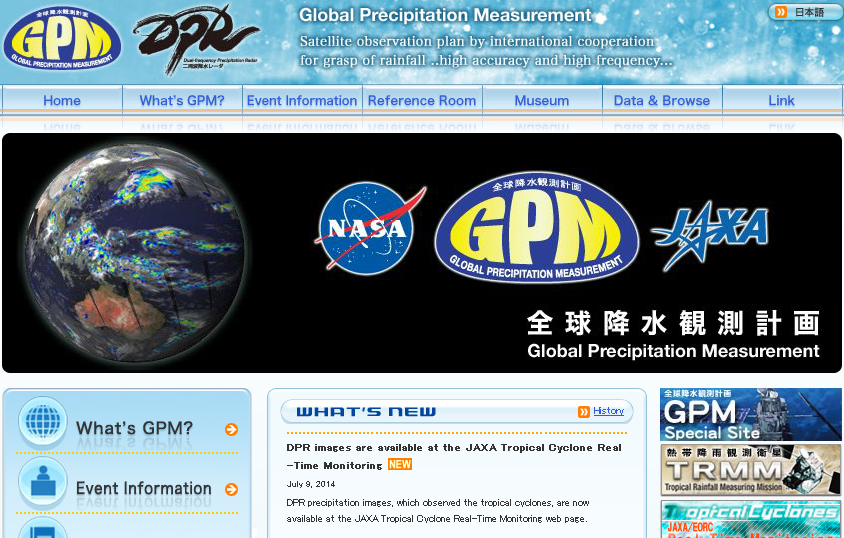 全球降水観測計画
GPM
GLOBAL PRECIPITATION MEASUREMENT
DPR
Dual-frequency Precipitation Radar
二周波降水レーダ
Global Precipitation Measurement
Satellite observation plan by international cooperation
for grasp of rainfall ..high accuracy and high frequency...
日本語
Home
What's GPM?
Event Information
Reference Room
Museum
Data & Browse
Link
NASA
全球降水観測計画
GPM
GLOBAL PRECIPITATION MEASUREMENT
JAXA
全球降水観測計画
Global Precipitation Measurement
What's GPM?
Event Information
WHAT'S NEW
History
DPR images are available at the JAXA Tropical Cyclone Real
-Time Monitoring NEW
July 9, 2014
DPR precipitation images, which observed the tropical cyclones, are now
available at the JAXA Tropical Cyclone Real-Time Monitoring web page.
全球降水観測計画
GPM
Special Site
熱帯降雨観測衛星
TRMM
Tropical Rainfall Measuring Mission
Tropical Cyclones
JAXA/EORC